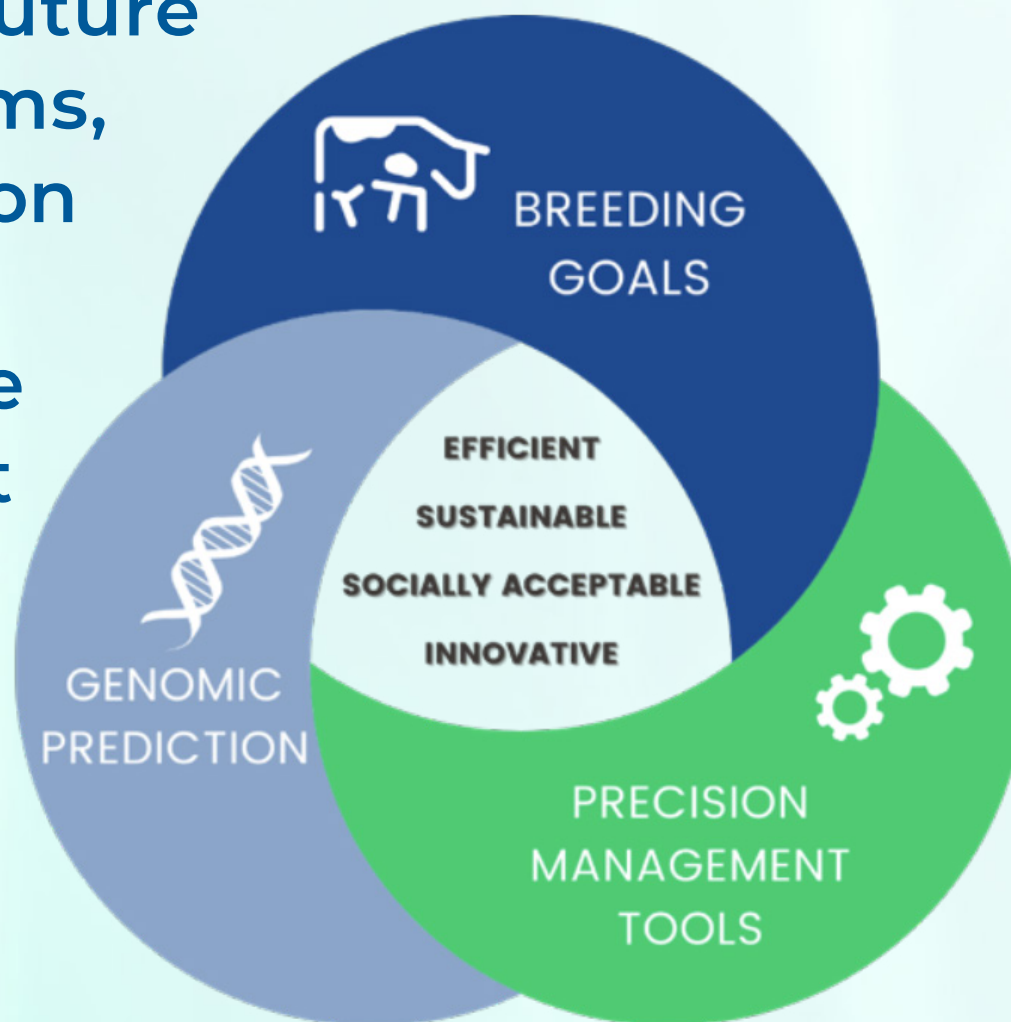 uture
ms,
on
e
t
BREEDING
GOALS
EFFICIENT
SUSTAINABLE
SOCIALLY ACCEPTABLE
INNOVATIVE
GENOMIC
PREDICTION
PRECISION
MANAGEMENT
TOOLS